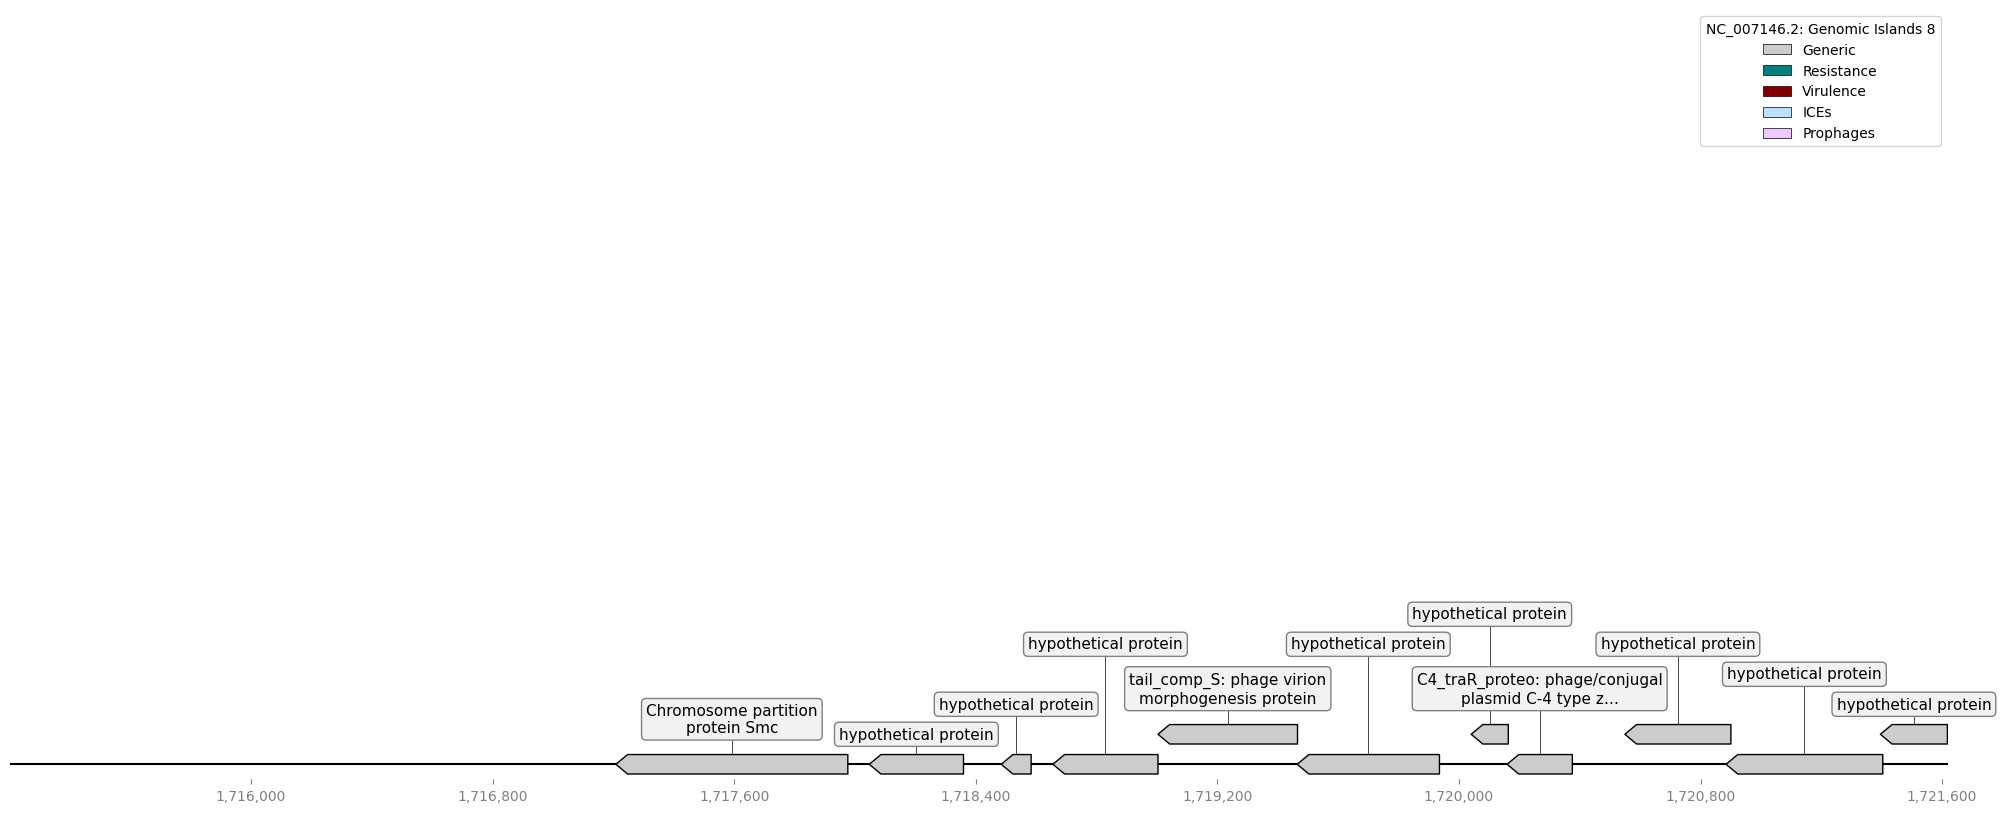 NC_007146.2: Genomic Islands 8
Generic
Resistance
Virulence
ICEs
Prophages
hypothetical protein
hypothetical protein
hypothetical protein
hypothetical protein
tail_comp_S: phage virion
morphogenesis protein
C4_traR_proteo: phage/conjugal
plasmid C-4 type z...
hypothetical protein
Chromosome partition
protein Smc
hypothetical protein
hypothetical protein
hypothetical protein
1,716,000
1,716,800
1,717,600
1,718,400
1,719,200
1,720,000
1,720,800
1,721,600